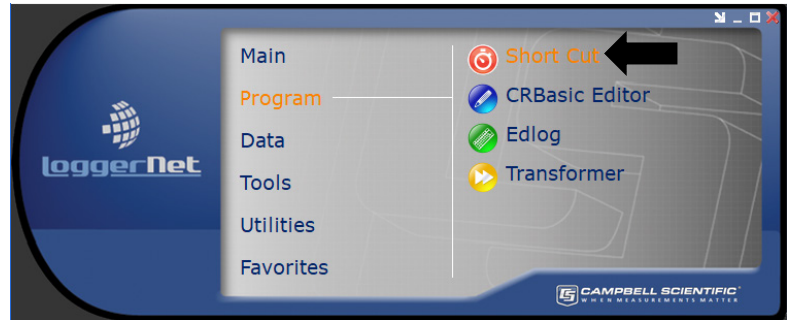 Main
Program
Data
Tools
Utilities
Favorites
Short Cut
CRBasic Editor
Edlog
Transformer
LoggerNet
CAMPBELL SCIENTIFIC
WHEN MEASUREMENTS MATTER